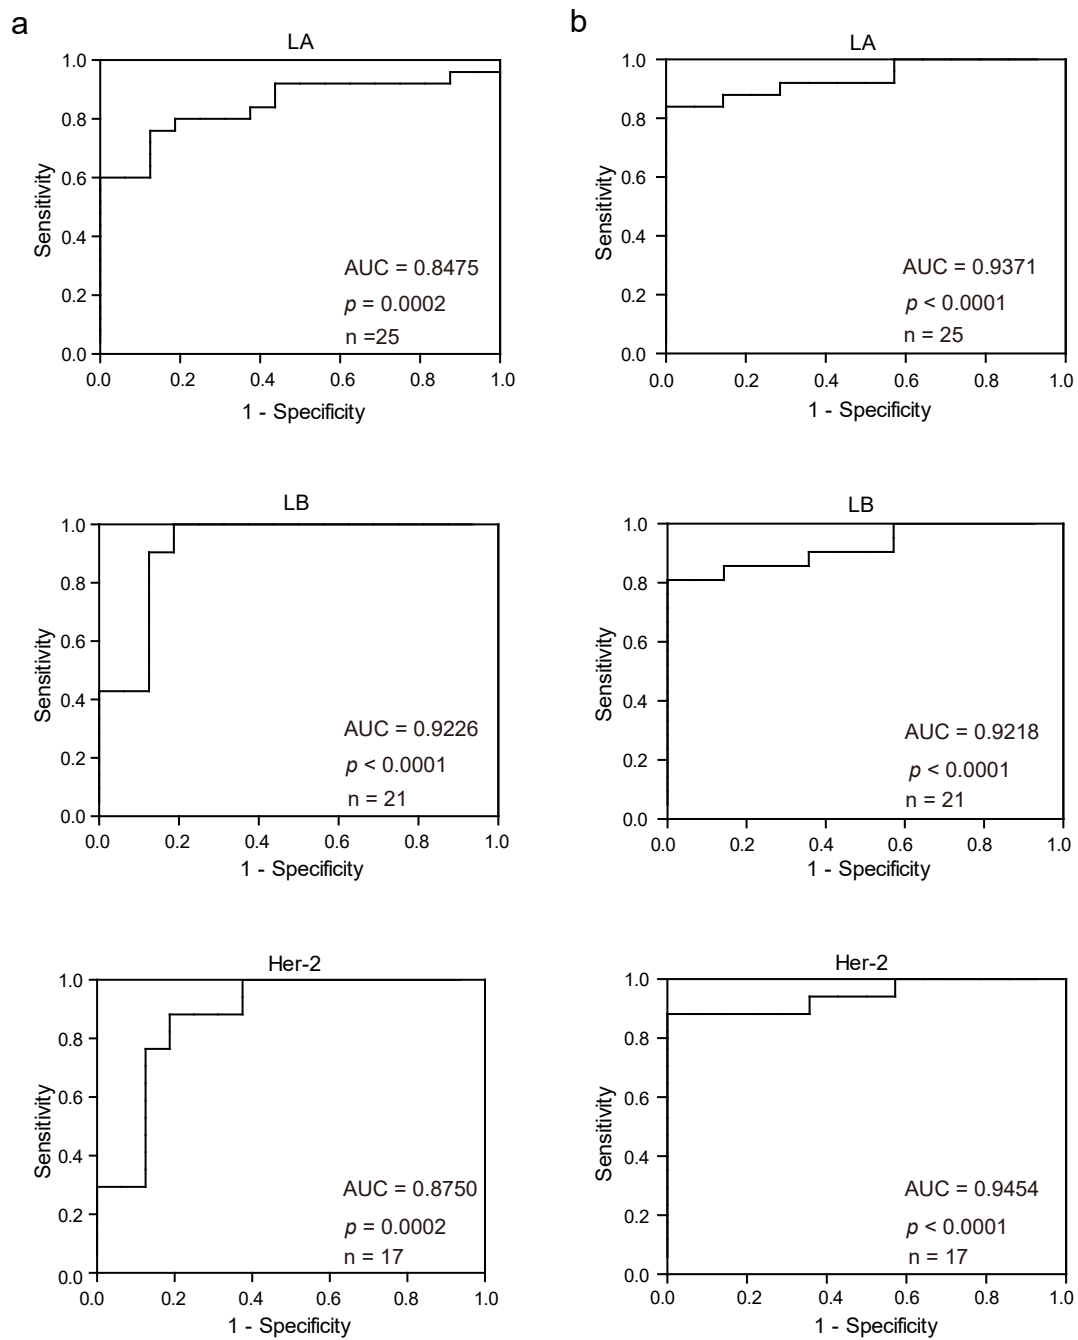 a
LA
1.0
0.8
0.6
0.4
0.2
0.0
Sensitivity
AUC = 0.8475
p = 0.0002
n =25
0.0 0.2 0.4 0.6 0.8 1.0
1 - Specificity
b
LA
1.0
0.8
0.6
0.4
0.2
0.0
Sensitivity
AUC = 0.9371
p < 0.0001
n = 25
0.0 0.2 0.4 0.6 0.8 1.0
1 - Specificity
LB
1.0
0.8
0.6
0.4
0.2
0.0
Sensitivity
AUC = 0.9226
p < 0.0001
n = 21
0.0 0.2 0.4 0.6 0.8 1.0
1 - Specificity
LB
1.0
0.8
0.6
0.4
0.2
0.0
Sensitivity
AUC = 0.9218
p < 0.0001
n = 21
0.0 0.2 0.4 0.6 0.8 1.0
1 - Specificity
Her-2
1.0
0.8
0.6
0.4
0.2
0.0
Sensitivity
AUC = 0.8750
p = 0.0002
n = 17
0.0 0.2 0.4 0.6 0.8 1.0
1 - Specificity
Her-2
1.0
0.8
0.6
0.4
0.2
0.0
Sensitivity
AUC = 0.9454
p < 0.0001
n = 17
0.0 0.2 0.4 0.6 0.8 1.0
1 - Specificity